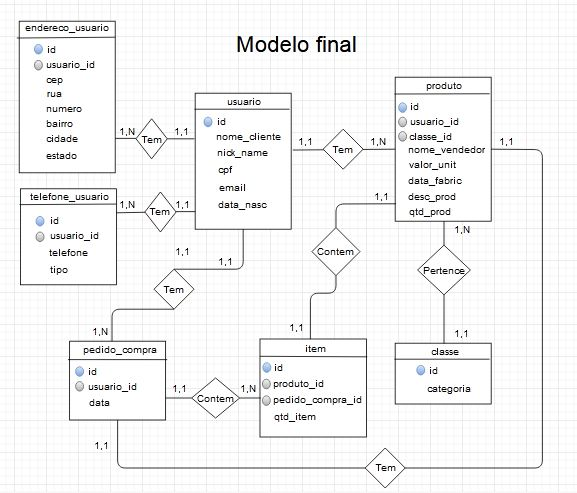 Modelo final
endereco_usuario
id
usuario_id
cep
rua
numero
bairro
cidade
estado
1,N
Tem
1,1
usuario
id
nome_cliente
nick_name
cpf
email
data_nasc
1,1
Tem
1,N
produto
id
usuario_id
classe_id
nome_vendedor
valor_unit
data_fabric
desc_prod
qtd_prod
1,1
telefone_usuario
id
usuario_id
telefone
tipo
1,N
Tem
1,1
1,1
1,1
Tem
1,N
1,1
Contem
1,1
1,N
Pertence
1,1
pedido_compra
id
usuario_id
data
1,1
Contem
1,N
item
id
produto_id
pedido_compra_id
qtd_item
classe
id
categoria
1,1
Tem